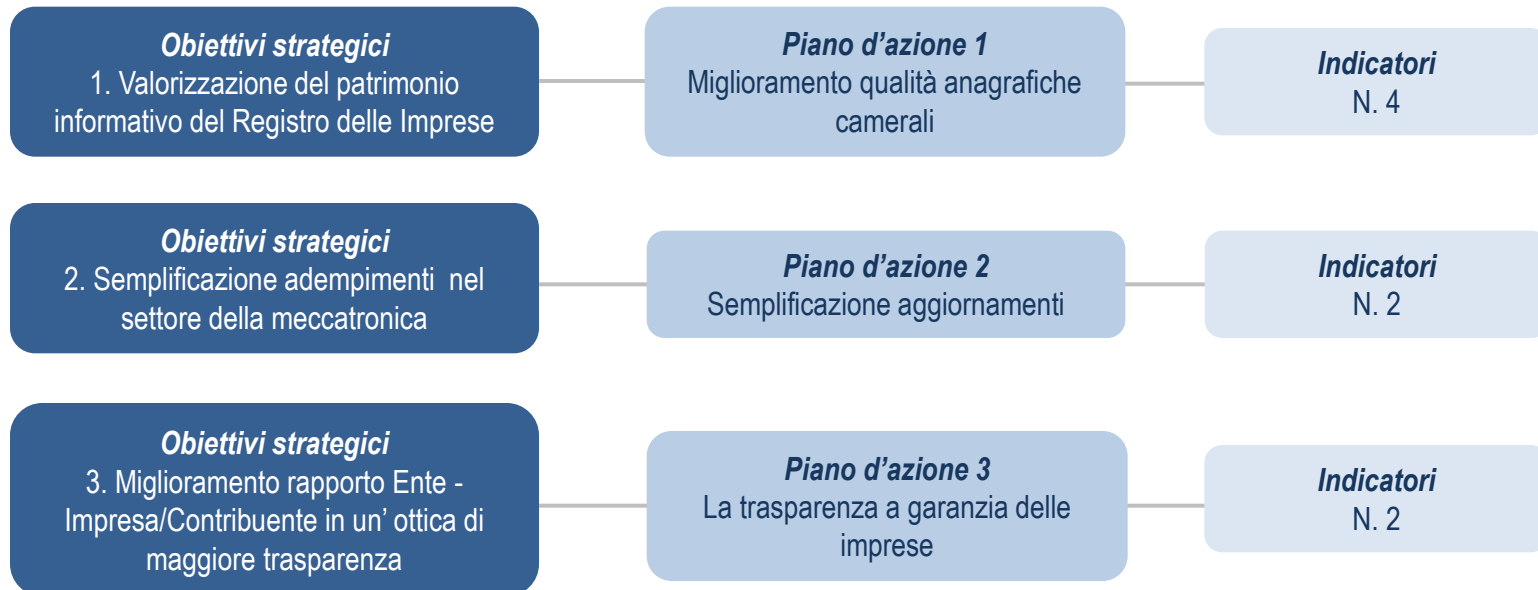 Obiettivi strategici
1. Valorizzazione del patrimonio
informativo del Registro delle Imprese
Piano d'azione 1
Miglioramento qualità anagrafiche
camerali
Indicatori
N. 4
Obiettivi strategici
2. Semplificazione adempimenti nel
settore della meccatronica
Piano d'azione 2
Semplificazione aggiornamenti
Indicatori
N. 2
Obiettivi strategici
3. Miglioramento rapporto Ente -
Impresa/Contribuente in un' ottica di
maggiore trasparenza
Piano d'azione 3
La trasparenza a garanzia delle
imprese
Indicatori
N. 2